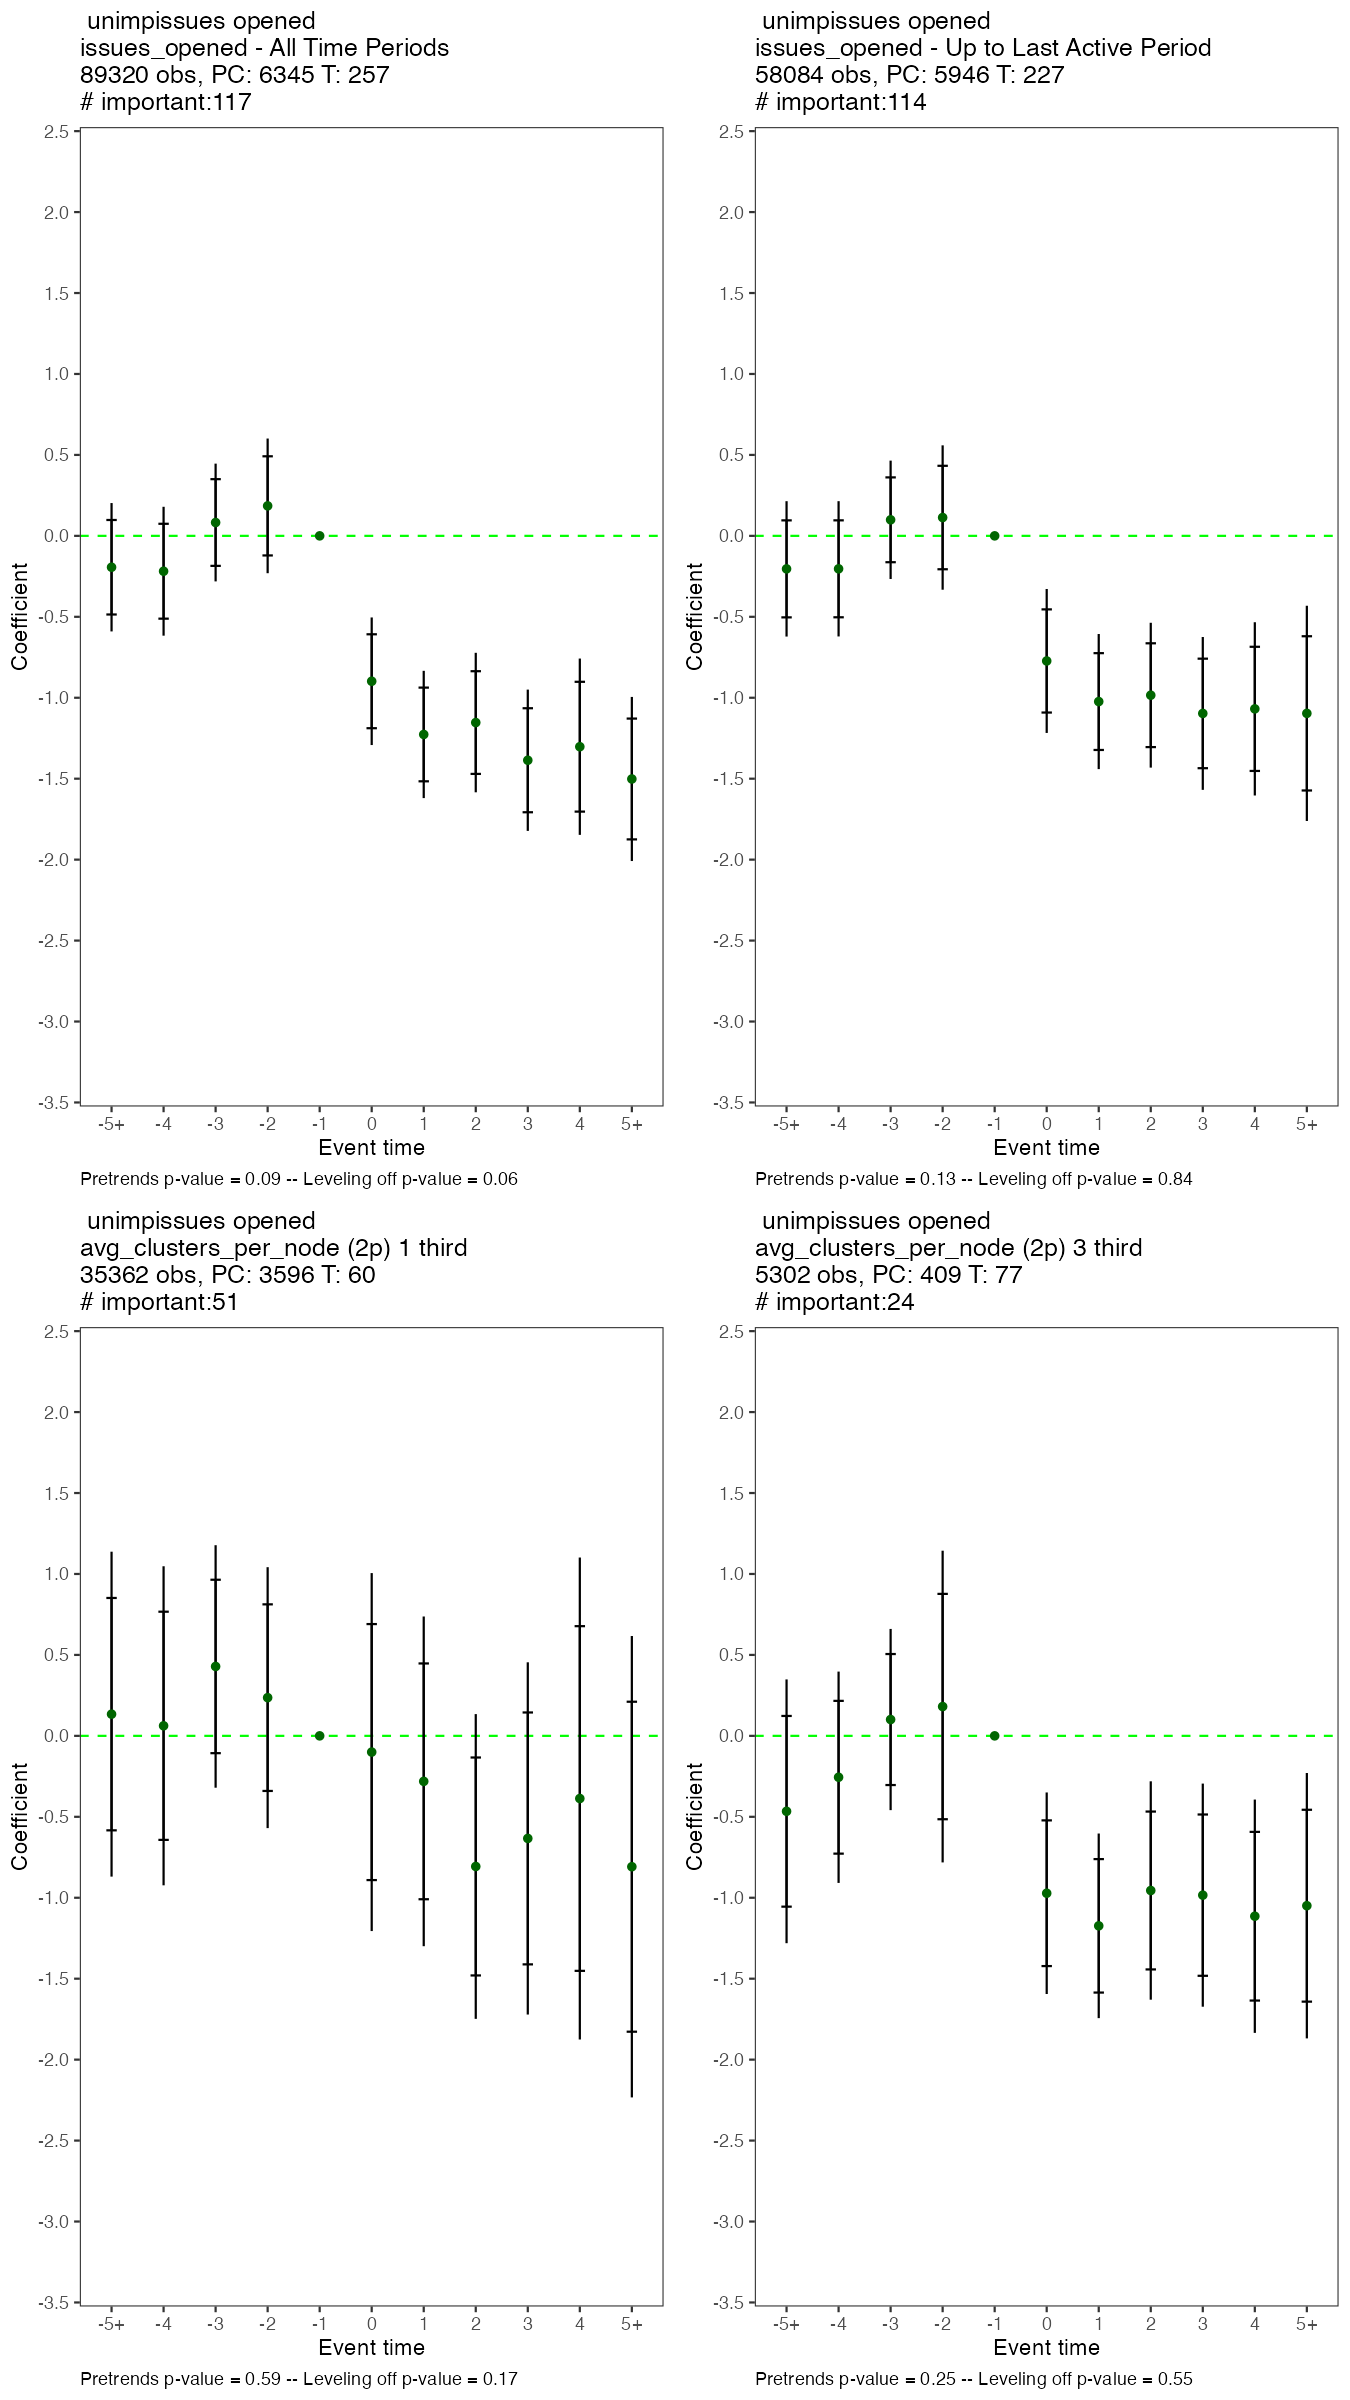 unimpissues opened
issues_opened - All Time Periods
89320 obs, PC: 6345 T: 257
# important:117
2.5
2.0
1.5
1.0
0.5
0.0
-0.5
-1.0
-1.5
-2.0
-2.5
-3.0
-3.5
Coefficient
-5+ -4 -3 -2 -1 0 1 2 3 4 5+
Event time
Pretrends p-value = 0.09 -- Leveling off p-value = 0.06
unimpissues opened
issues_opened - Up to Last Active Period
58084 obs, PC: 5946 T: 227
# important:114
2.5
2.0
1.5
1.0
0.5
0.0
-0.5
-1.0
-1.5
-2.0
-2.5
-3.0
-3.5
Coefficient
-5+ -4 -3 -2 -1 0 1 2 3 4 5+
Event time
Pretrends p-value = 0.13 -- Leveling off p-value = 0.84
unimpissues opened
avg_clusters_per_node (2p) 1 third
35362 obs, PC: 3596 T: 60
# important:51
2.5
2.0
1.5
1.0
0.5
0.0
-0.5
-1.0
-1.5
-2.0
-2.5
-3.0
-3.5
Coefficient
-5+ -4 -3 -2 -1 0 1 2 3 4 5+
Event time
Pretrends p-value = 0.59 -- Leveling off p-value = 0.17
unimpissues opened
avg_clusters_per_node (2p) 3 third
5302 obs, PC: 409 T: 77
# important:24
2.5
2.0
1.5
1.0
0.5
0.0
-0.5
-1.0
-1.5
-2.0
-2.5
-3.0
-3.5
Coefficient
-5+ -4 -3 -2 -1 0 1 2 3 4 5+
Event time
Pretrends p-value = 0.25 -- Leveling off p-value = 0.55